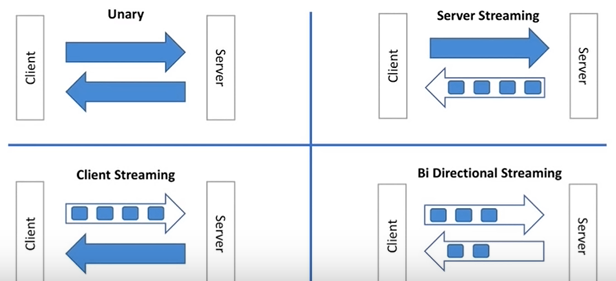 Unary
Client
Server
Server Streaming
Client
Server
Client Streaming
Client
Server
Bi Directional Streaming
Client
Server